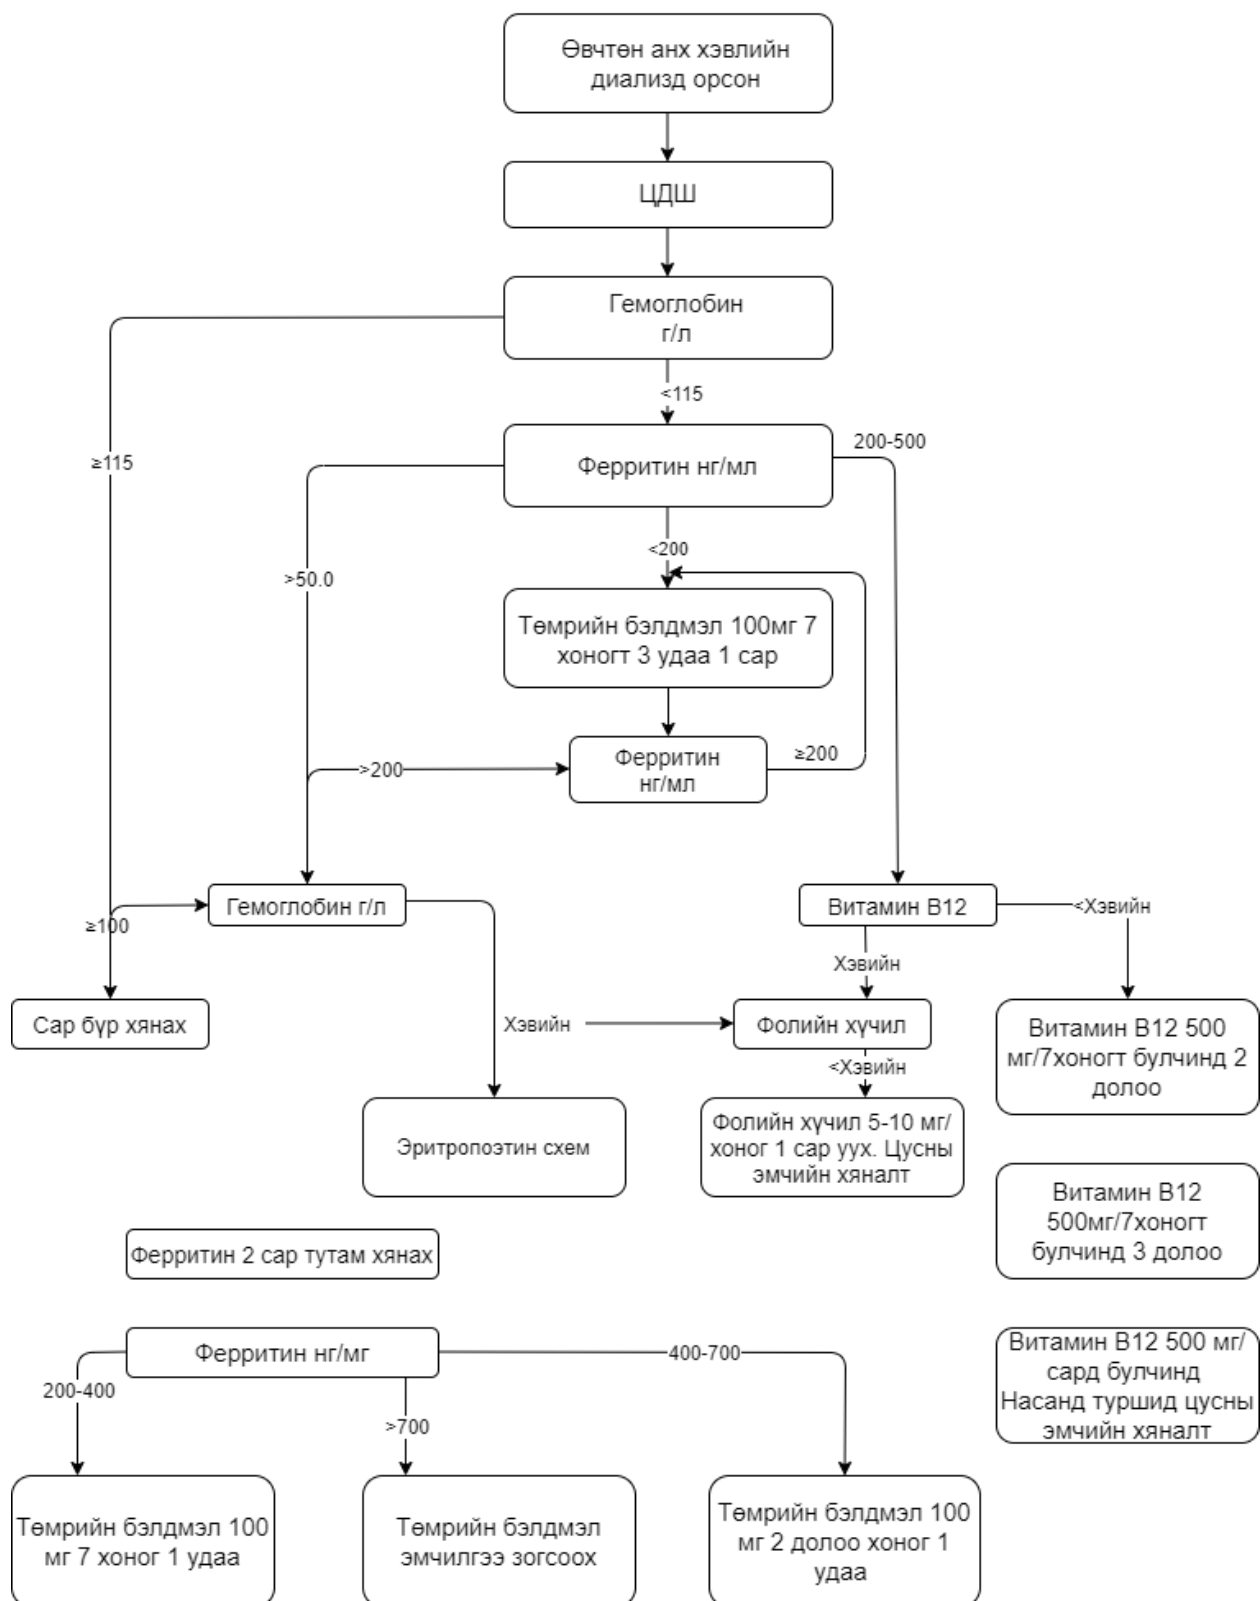 Өвчтөн анх хэвлийн
диализд орсон
ЦДШ
Гемоглобин
г/л
<115
≥115
Ферритин нг/мл
200-500
>50.0
<200
Төмрийн бэлдмэл 100мг 7
хоногт 3 удаа 1 сар
Ферритин
нг/мл
≥200
>200
Гемоглобин г/л
≥100
Витамин В12
<Хэвийн
Хэвийн
Сар бүр хянах
Хэвийн
Фолийн хүчил
<Хэвийн
Витамин В12 500
мг/7хоногт булчинд 2
долоо
Эритропоэтин схем
Фолийн хүчил 5-10 мг/
хоног 1 сар уух. Цусны
эмчийн хяналт
Витамин В12
500мг/7хоногт
булчинд 3 долоо
Ферритин 2 сар тутам хянах
Ферритин нг/мг
200-400
>700
400-700
Витамин В12 500 мг/
сард булчинд
Насанд туршид цусны
эмчийн хяналт
Төмрийн бэлдмэл 100
мг 7 хоног 1 удаа
Төмрийн бэлдмэл
эмчилгээ зогсоох
Төмрийн бэлдмэл 100
мг 2 долоо хоног 1
удаа